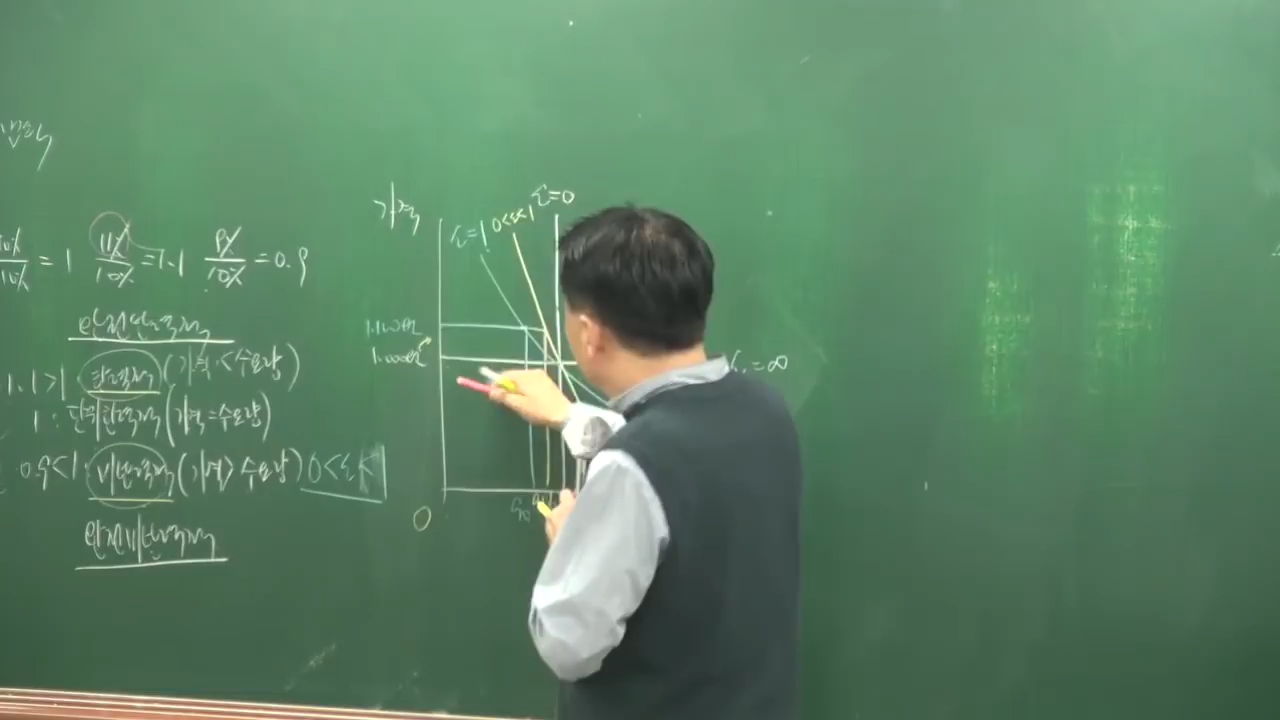 10%/10% = 1 11%/10% = 1.1 9%/10% = 0.9
완전탄력적
1.1>1 탄력적 (가격<수요량)
1: 단위탄력적 (가격=수요량)
0.9<1: 비탄력적 (가격>수요량) 0<ε<1
완전비탄력적
가격
ε=1 0<ε<1 ε=0
1.100원
1.000원
=∞
0